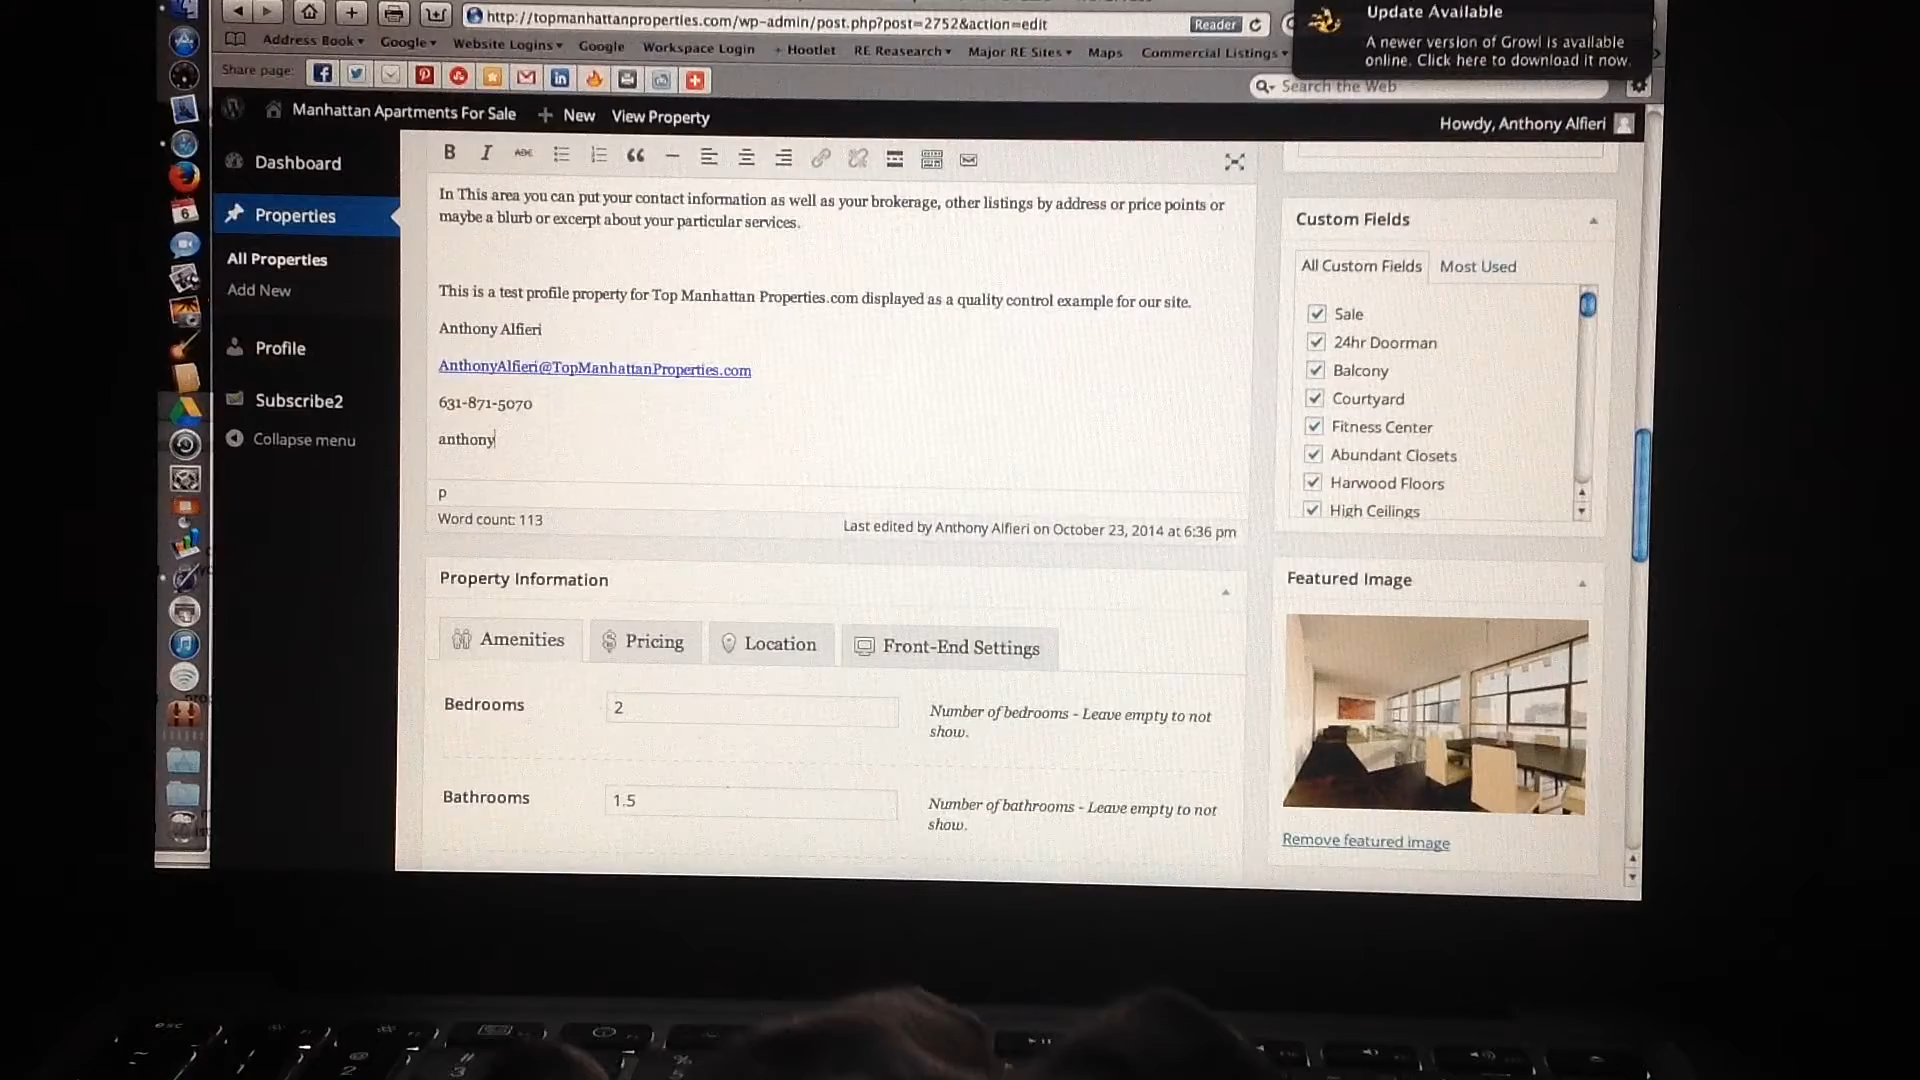 Update Available
A newer version of Growl is available
online. Click here to download it now.
http://topmanhattanproperties.com/wp-admin/post.php?post=2752&action=edit
Reader
Address Book
Google
Website Logins
Google
Workspace Login
+ Hootlet
RE Reasearch
Major RE Sites
Maps
Commercial Listings
Share page:
Search the Web
Manhattan Apartments For Sale
+ New
View Property
Howdy, Anthony Alfieri
Dashboard
Properties
All Properties
Add New
Profile
Subscribe2
Collapse menu
6
B I ABC
In This area you can put your contact information as well as your brokerage, other listings by address or price points or
maybe a blurb or excerpt about your particular services.
This is a test profile property for Top Manhattan Properties.com displayed as a quality control example for our site.
Anthony Alfieri
AnthonyAlfieri@TopManhattanProperties.com
631-871-5070
anthony
p
Word count: 113
Last edited by Anthony Alfieri on October 23, 2014 at 6:36 pm
Property Information
Amenities
Pricing
Location
Front-End Settings
Bedrooms
2
Number of bedrooms - Leave empty to not
show.
Bathrooms
1.5
Number of bathrooms - Leave empty to not
show.
Custom Fields
All Custom Fields
Most Used
Sale
24hr Doorman
Balcony
Courtyard
Fitness Center
Abundant Closets
Harwood Floors
High Ceilings
Featured Image
Remove featured image
esc
1
2
#
3
%
5